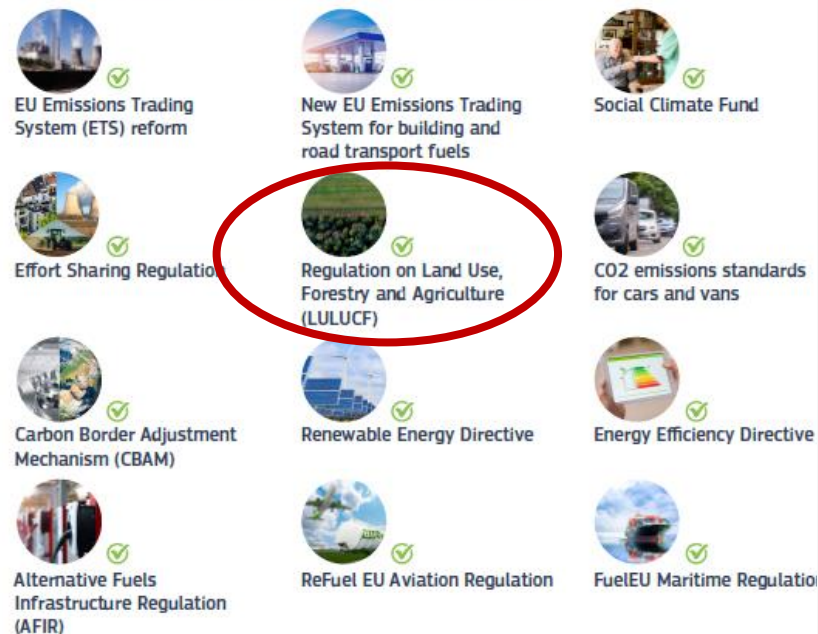 EU Emissions Trading
System (ETS) reform
New EU Emissions Trading
System for building and
road transport fuels
Social Climate Fund
Effort Sharing Regulation
Regulation on Land Use,
Forestry and Agriculture
(LULUCF)
CO2 emissions standards
for cars and vans
Carbon Border Adjustment
Mechanism (CBAM)
Renewable Energy Directive
Energy Efficiency Directive
Alternative Fuels
Infrastructure Regulation
(AFIR)
ReFuel EU Aviation Regulation
FuelEU Maritime Regulatio